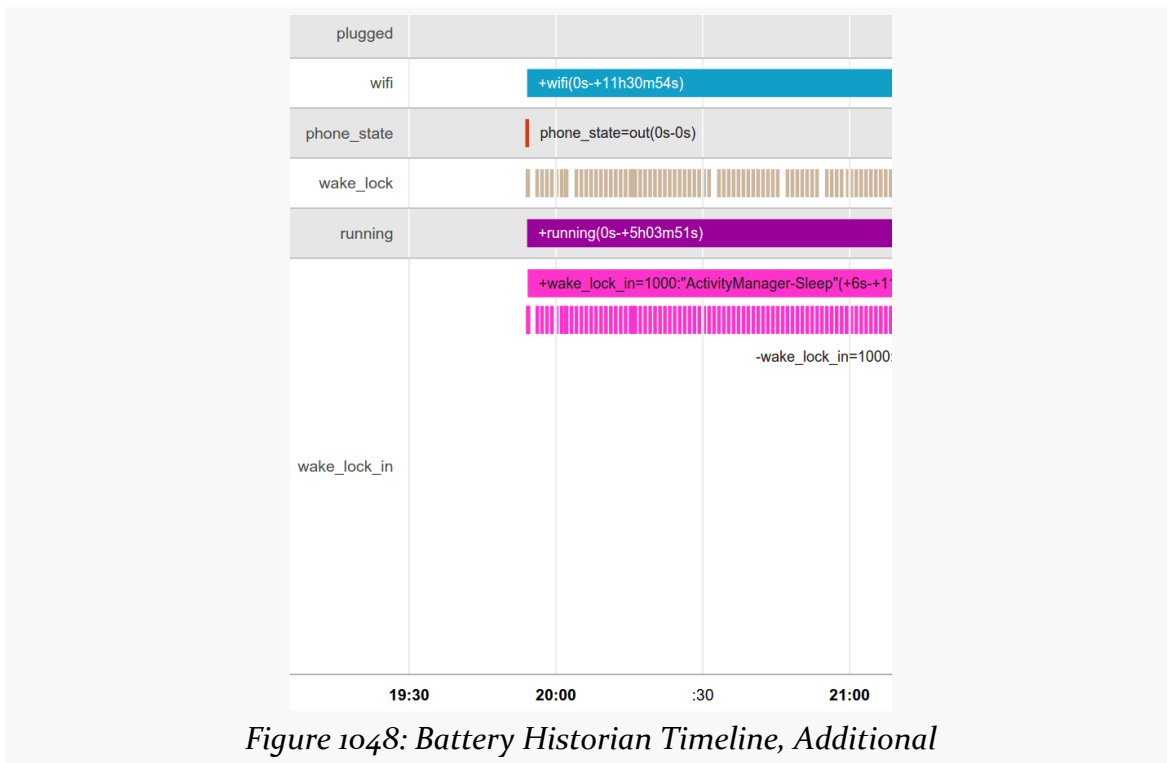 plugged
wifi +wifi(0s-+11h30m54s)
phone_state phone_state=out(0s-0s)
wake_lock
running +running(0s-+5h03m51s)
+wake_lock_in=1000:"ActivityManager-Sleep"(+6s-+11
-wake_lock_in=1000:
wake_lock_in
19:30 20:00 :30 21:00
Figure 1048: Battery Historian Timeline, Additional